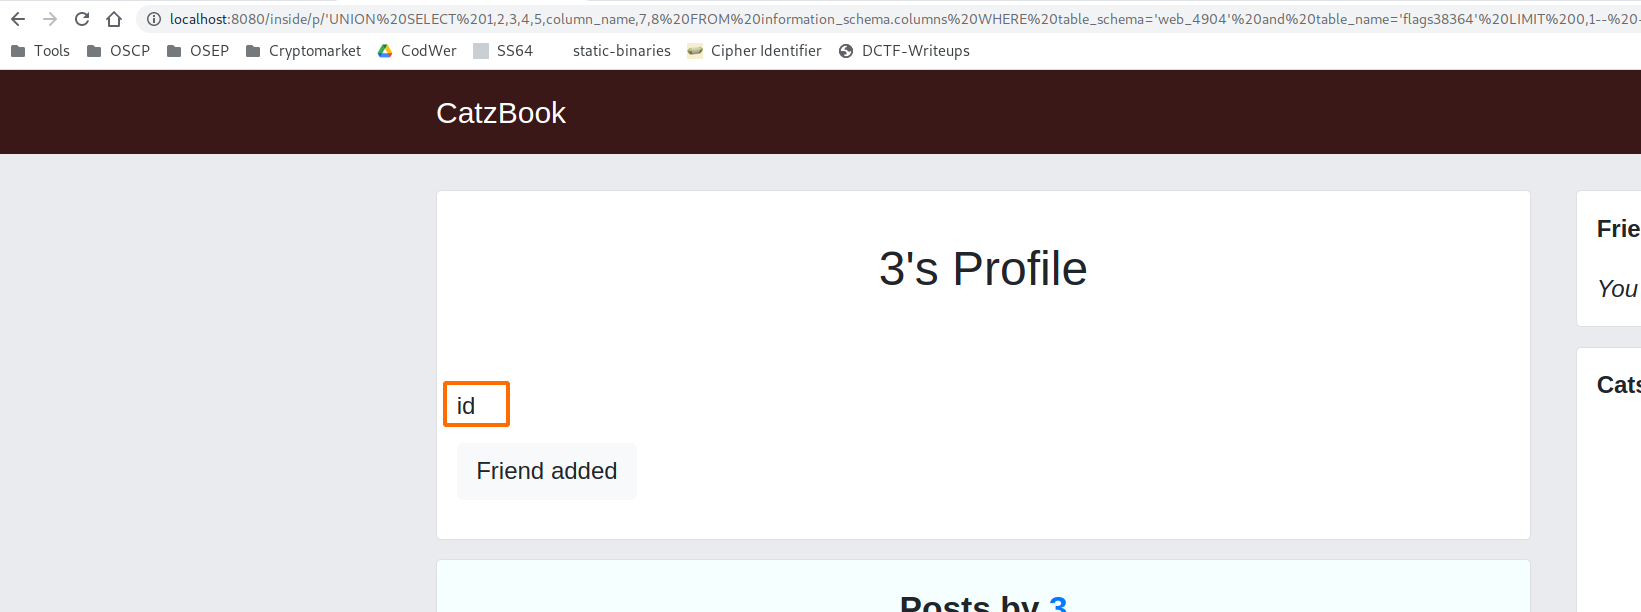 localhost:8080/inside/p/'UNION%20SELECT%201,2,3,4,5,column_name,7,8%20FROM%20information_schema.columns%20WHERE%20table_schema='web_4904'%20and%20table_name='flags38364'%20LIMIT%200,1--%20-
Tools OSCP OSEP Cryptomarket CodWer SS64 static-binaries Cipher Identifier DCTF-Writeups
CatzBook
3's Profile
Frie
You
id
Cats
Friend added
Posts by 3